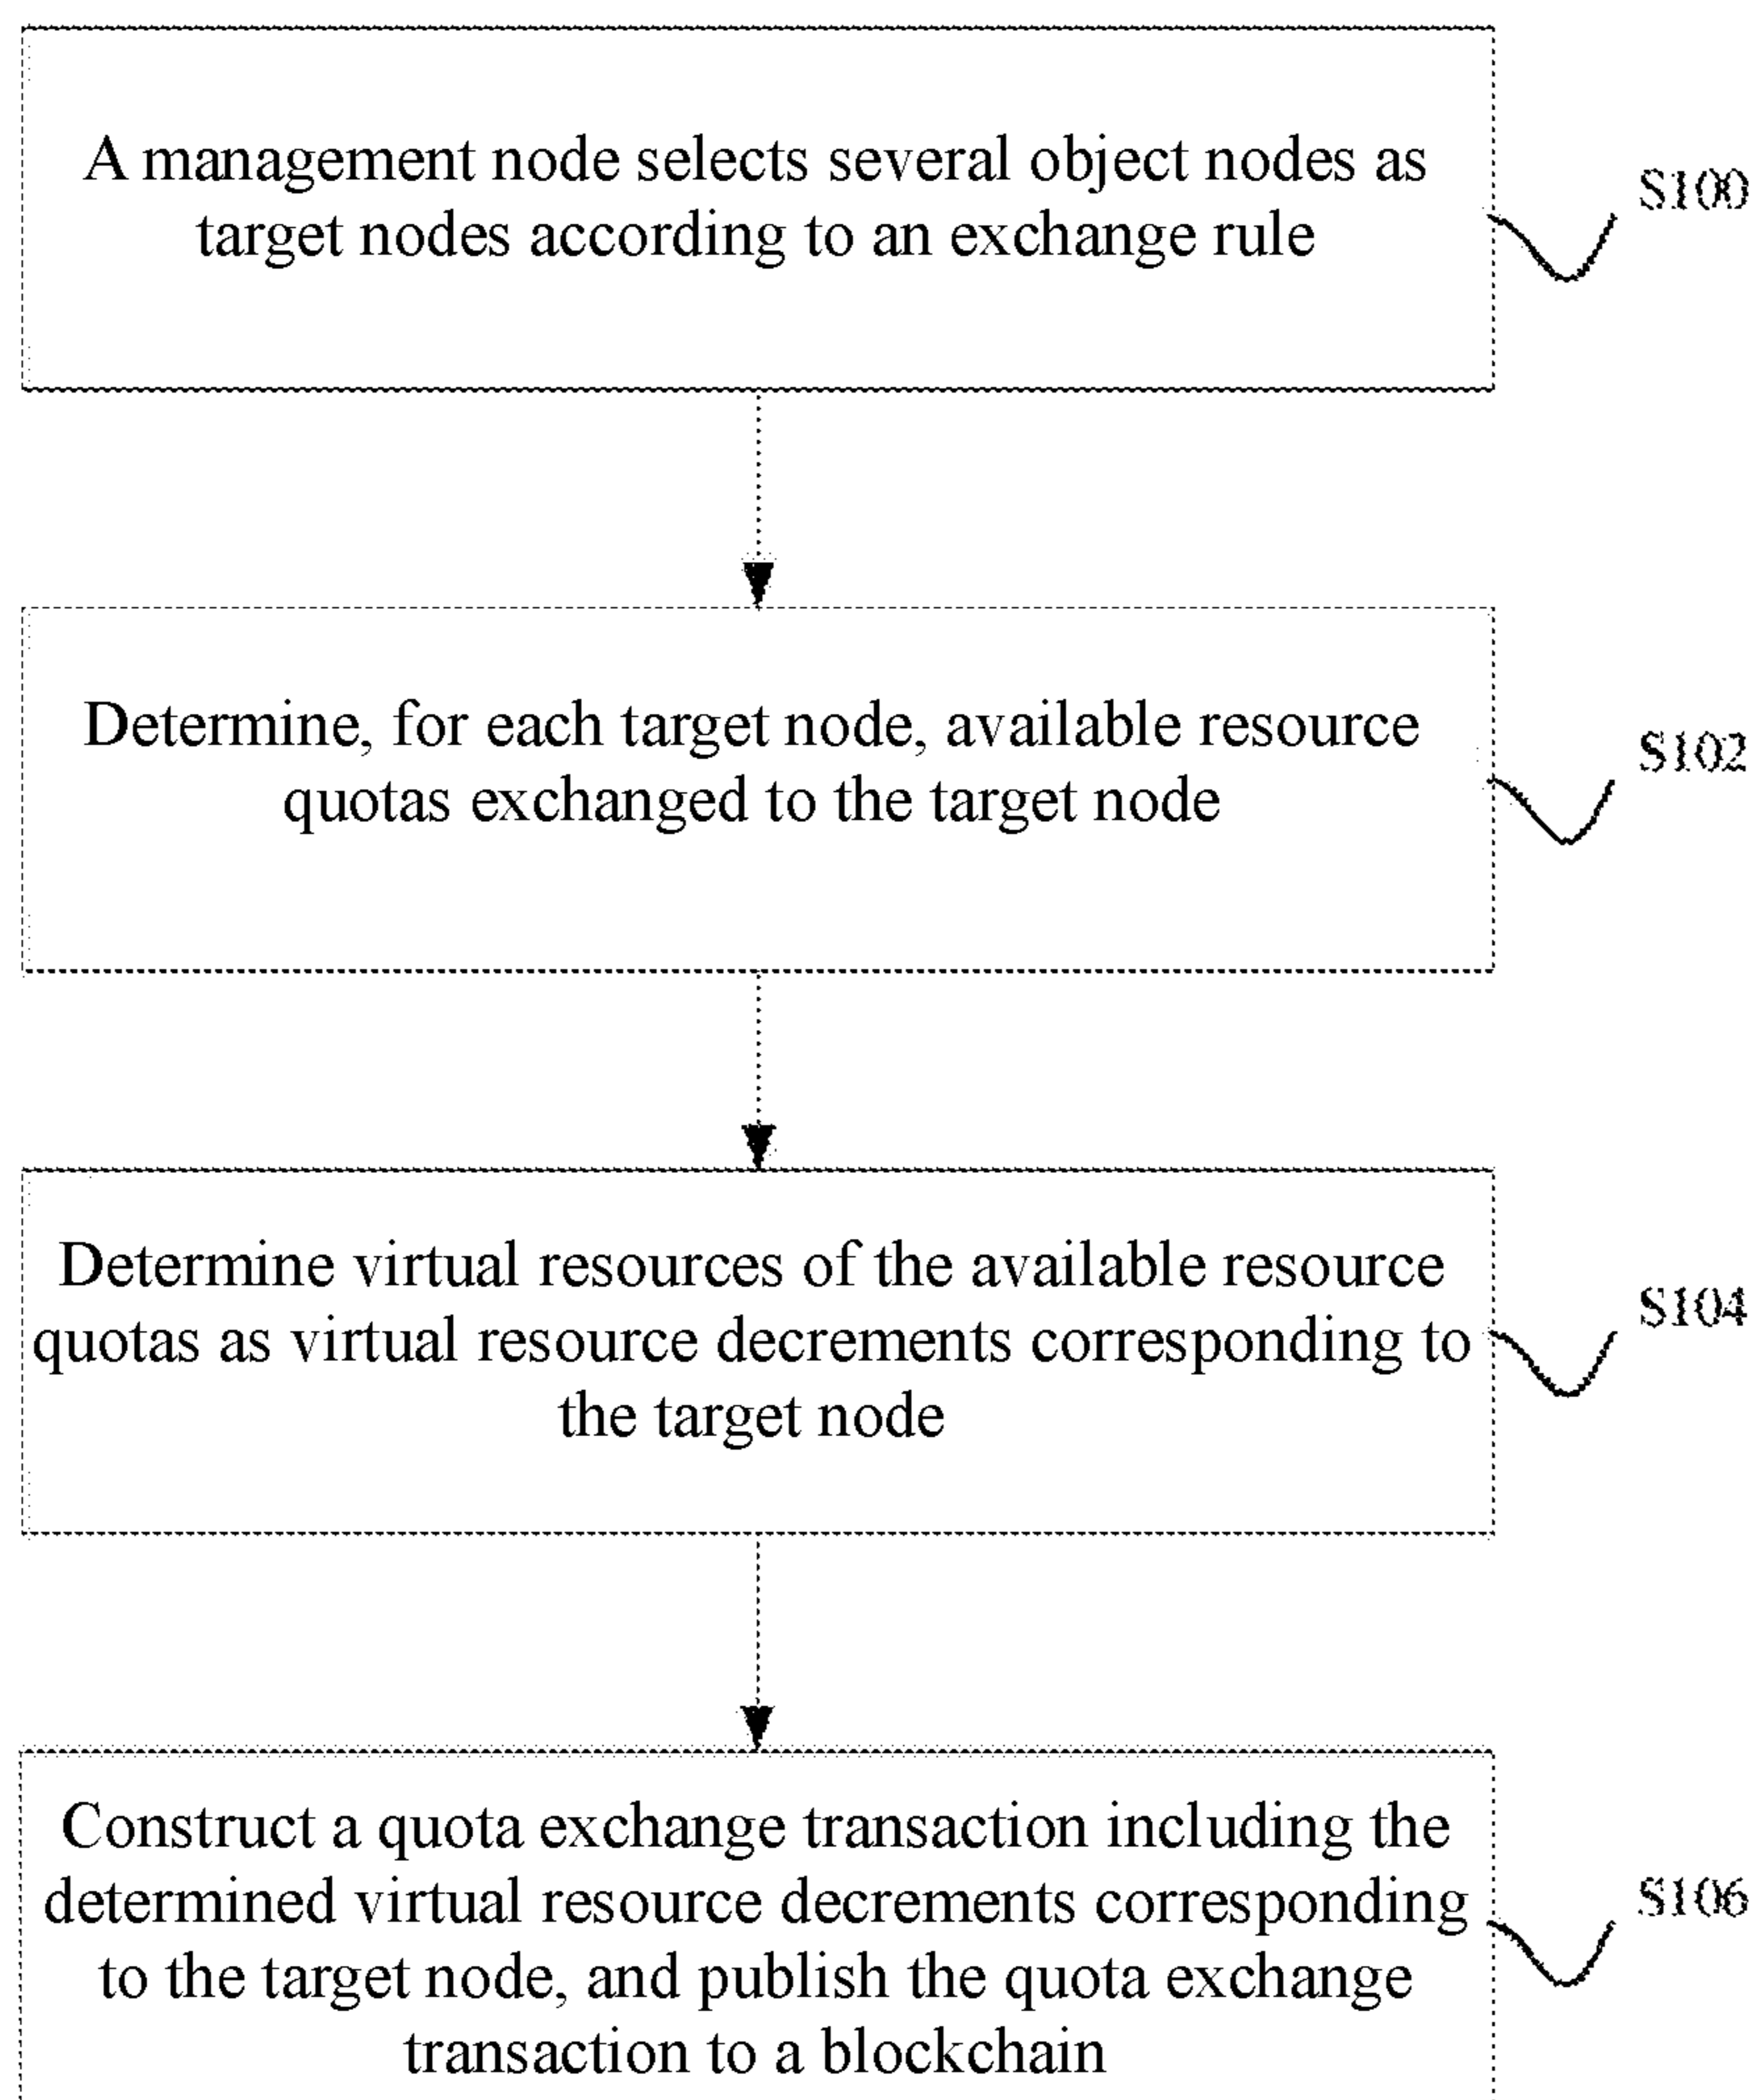 A management node selects several object nodes as
target nodes according to an exchange rule
S100
Determine, for each target node, available resource
quotas exchanged to the target node
S102
Determine virtual resources of the available resource
quotas as virtual resource decrements corresponding to
the target node
S104
Construct a quota exchange transaction including the
determined virtual resource decrements corresponding
to the target node, and publish the quota exchange
transaction to a blockchain
S106